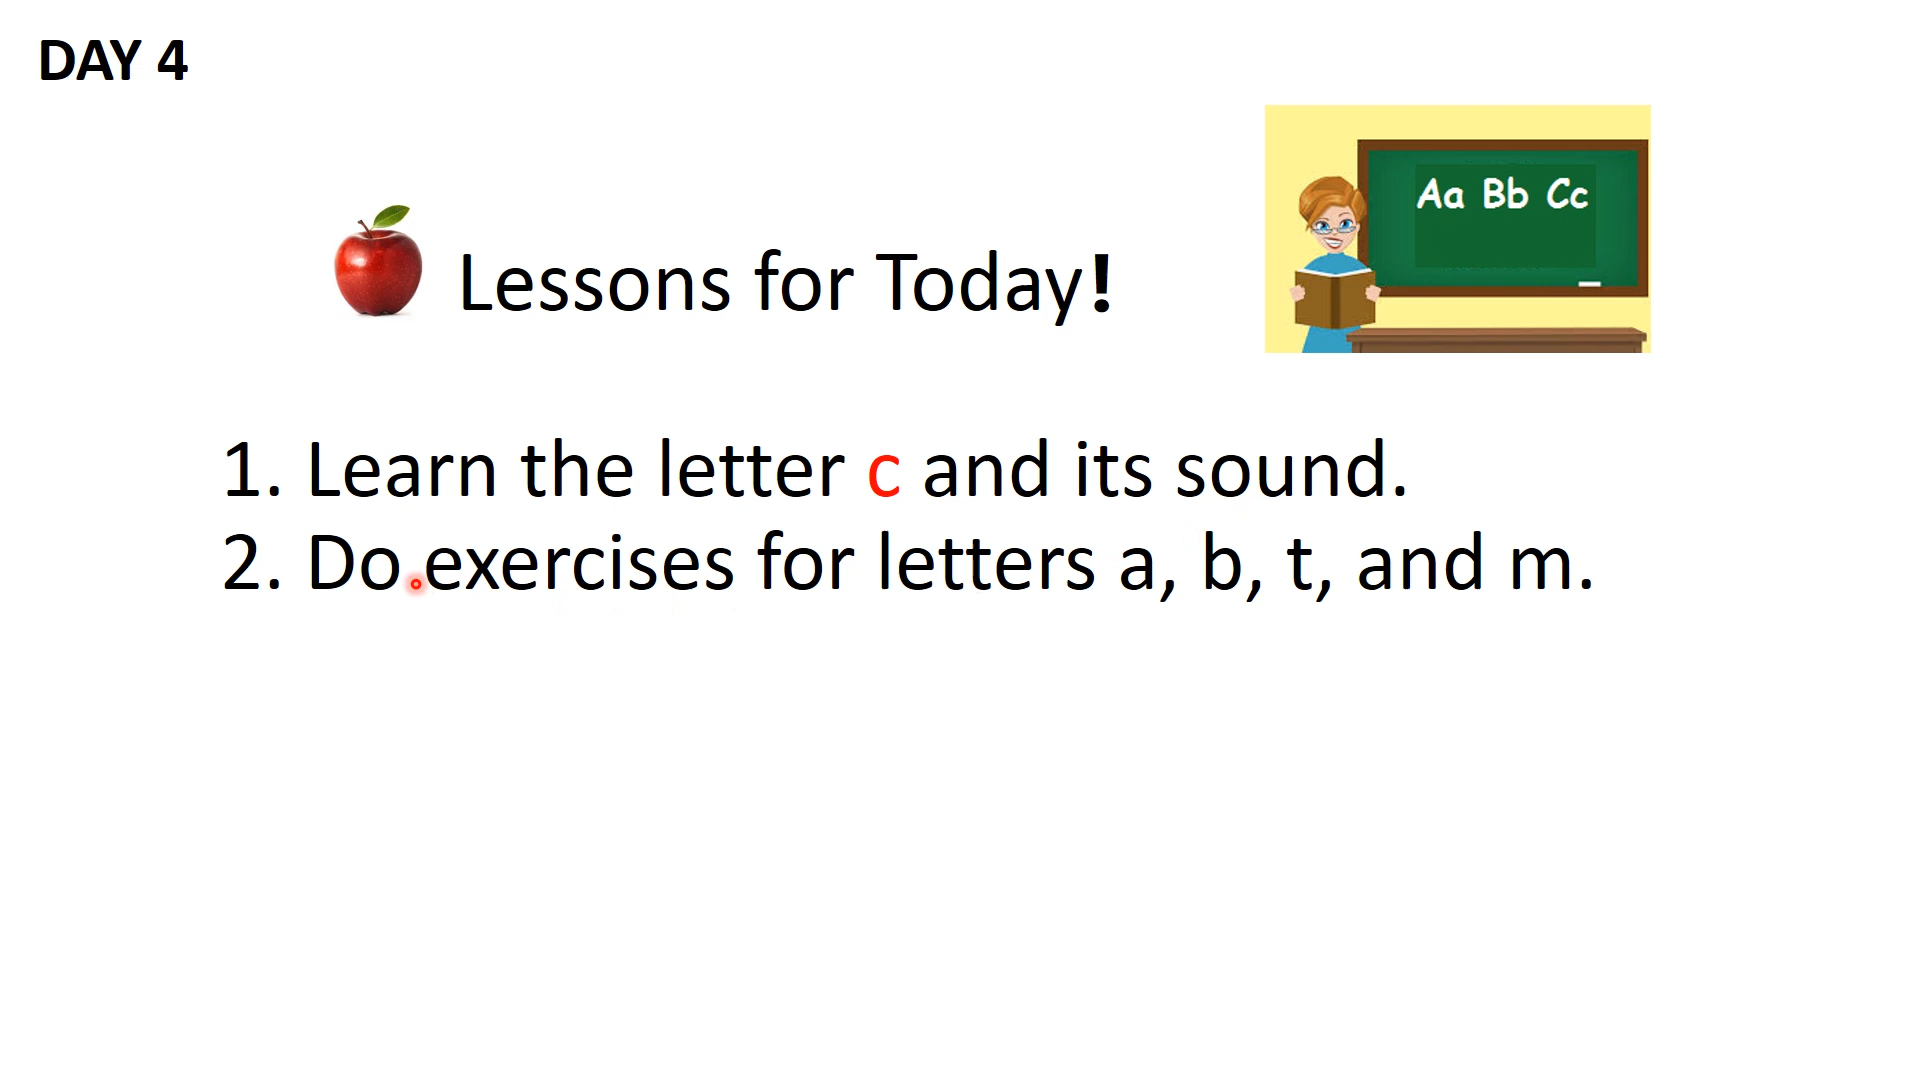 DAY 4
Aa Bb Cc
Lessons for Today!
1. Learn the letter c and its sound.
2. Do exercises for letters a, b, t, and m.